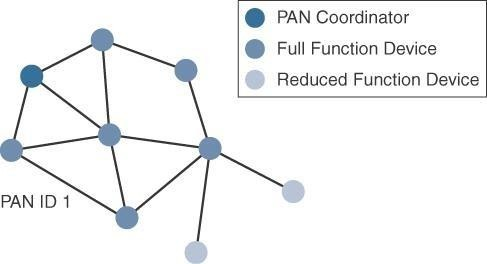 PAN Coordinator
Full Function Device
Reduced Function Device
PAN ID 1